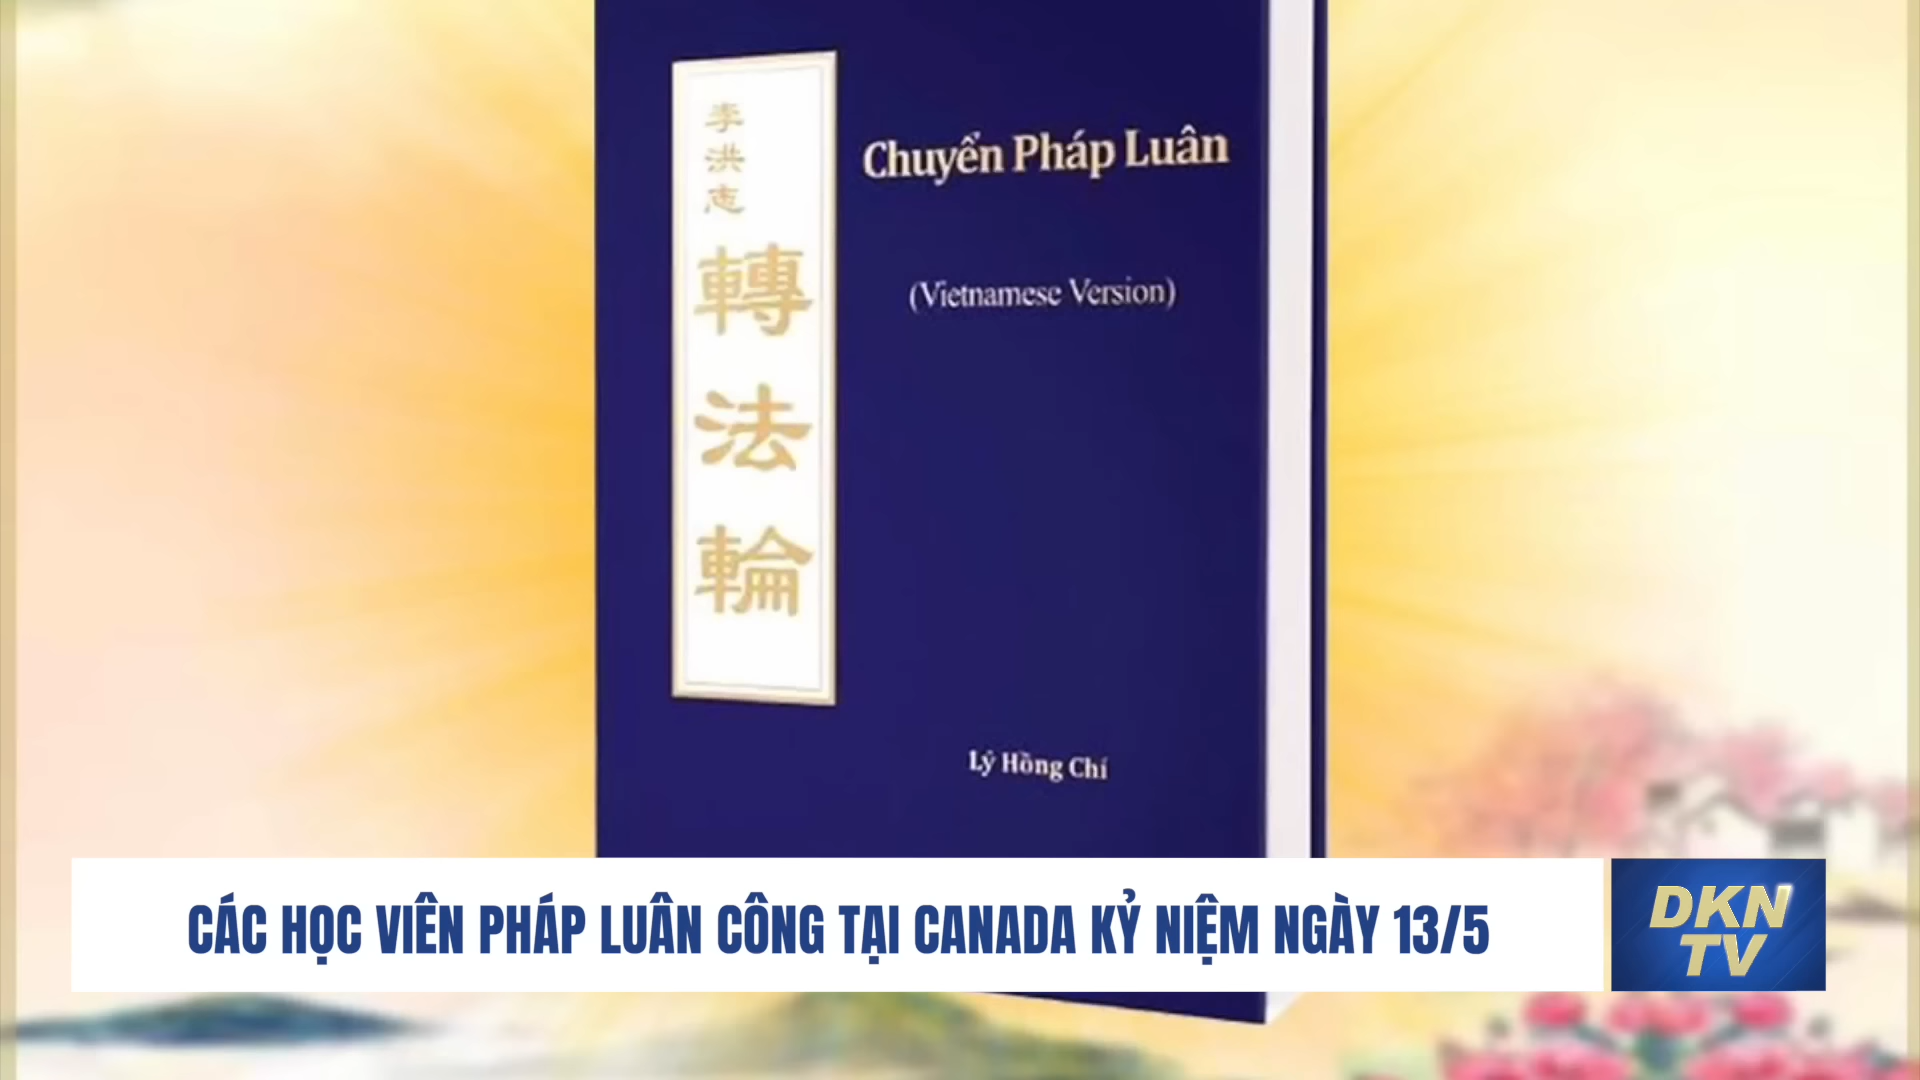 李洪志
轉法輪
Chuyển Pháp Luân
(Vietnamese Version)
Lý Hồng Chí
CÁC HỌC VIÊN PHÁP LUÂN CÔNG TẠI CANADA KỶ NIỆM NGÀY 13/5
DKN
TV